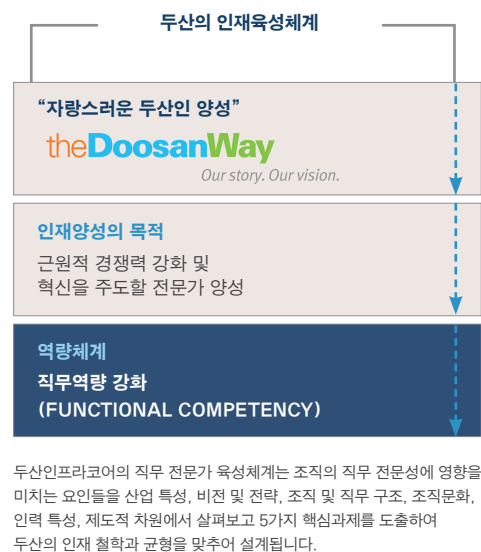 두산의 인재육성체계
“자랑스러운 두산인 양성”
theDoosanWay
Our story. Our vision.
인재양성의 목적
근원적 경쟁력 강화 및
혁신을 주도할 전문가 양성
역량체계
직무역량 강화
(FUNCTIONAL COMPETENCY)
두산인프라코어의 직무 전문가 육성체계는 조직의 직무 전문성에 영향을
미치는 요인들을 산업 특성, 비전 및 전략, 조직 및 직무 구조, 조직문화,
인력 특성, 제도적 차원에서 살펴보고 5가지 핵심과제를 도출하여
두산의 인재 철학과 균형을 맞추어 설계됩니다.